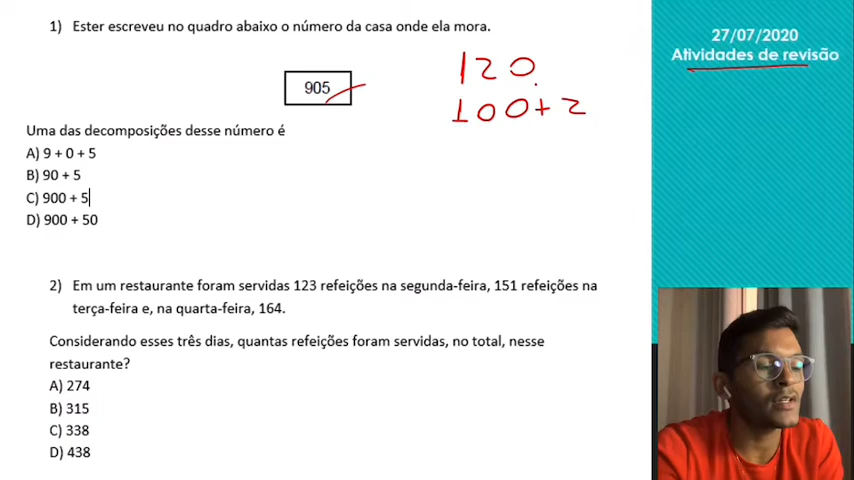 1) Ester escreveu no quadro abaixo o número da casa onde ela mora.
905
120
100+2
Uma das decomposições desse número é
A) 9 + 0 + 5
B) 90 + 5
C) 900 + 5
D) 900 + 50
2) Em um restaurante foram servidas 123 refeições na segunda-feira, 151 refeições na
terça-feira e, na quarta-feira, 164.
Considerando esses três dias, quantas refeições foram servidas, no total, nesse
restaurante?
A) 274
B) 315
C) 338
D) 438
27/07/2020
Atividades de revisão